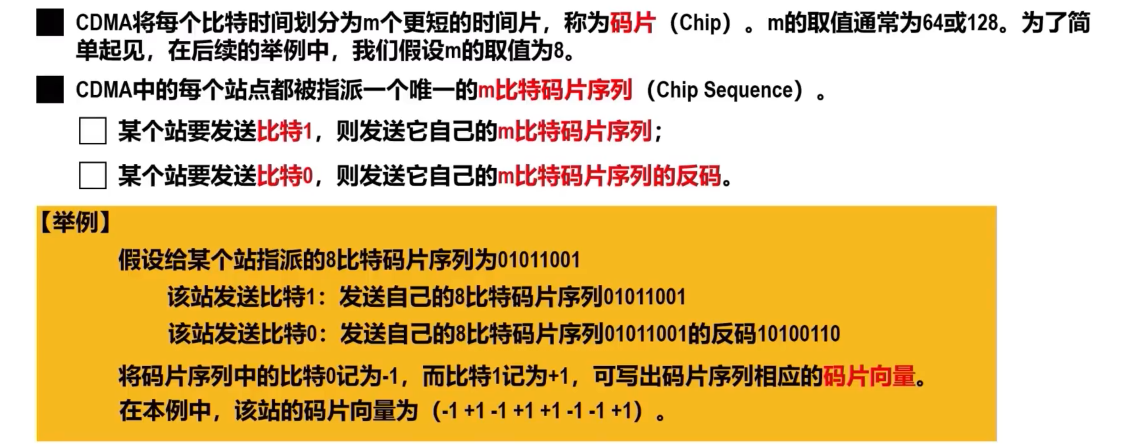 CDMA将每个比特时间划分为m个更短的时间片，称为码片（Chip）。m的取值通常为64或128。为了简
单起见，在后续的举例中，我们假设m的取值为8。
CDMA中的每个站点都被指派一个唯一的m比特码片序列（Chip Sequence）。
某个站要发送比特1，则发送它自己的m比特码片序列；
某个站要发送比特0，则发送它自己的m比特码片序列的反码。
【举例】
假设给某个站指派的8比特码片序列为01011001
该站发送比特1：发送自己的8比特码片序列01011001
该站发送比特0：发送自己的8比特码片序列01011001的反码10100110
将码片序列中的比特0记为-1，而比特1记为+1，可写出码片序列相应的码片向量。
在本例中，该站的码片向量为（-1 +1 -1 +1 +1 -1 -1 +1）。